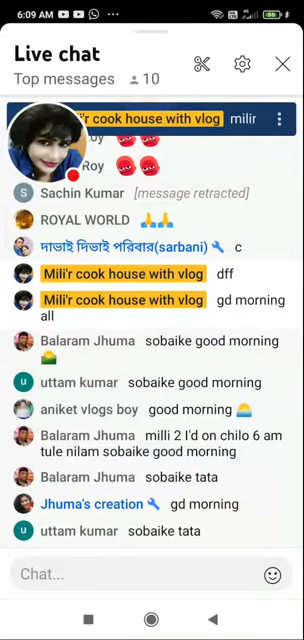 6:09 AM
Live chat
Top messages 10
Mili'r cook house with vlog milir
Roy
Sachin Kumar [message retracted]
ROYAL WORLD 🙏🙏
দাভাই দিভাই পরিবার(sarbani) c
Mili'r cook house with vlog dff
Mili'r cook house with vlog gd morning
all
Balaram Jhuma sobaike good morning
🌄
uttam kumar sobaike good morning
aniket vlogs boy good morning 🌅
Balaram Jhuma milli 2 I'd on chilo 6 am
tule nilam sobaike good morning
Balaram Jhuma sobaike tata
Jhuma's creation gd morning
uttam kumar sobaike tata
Chat...